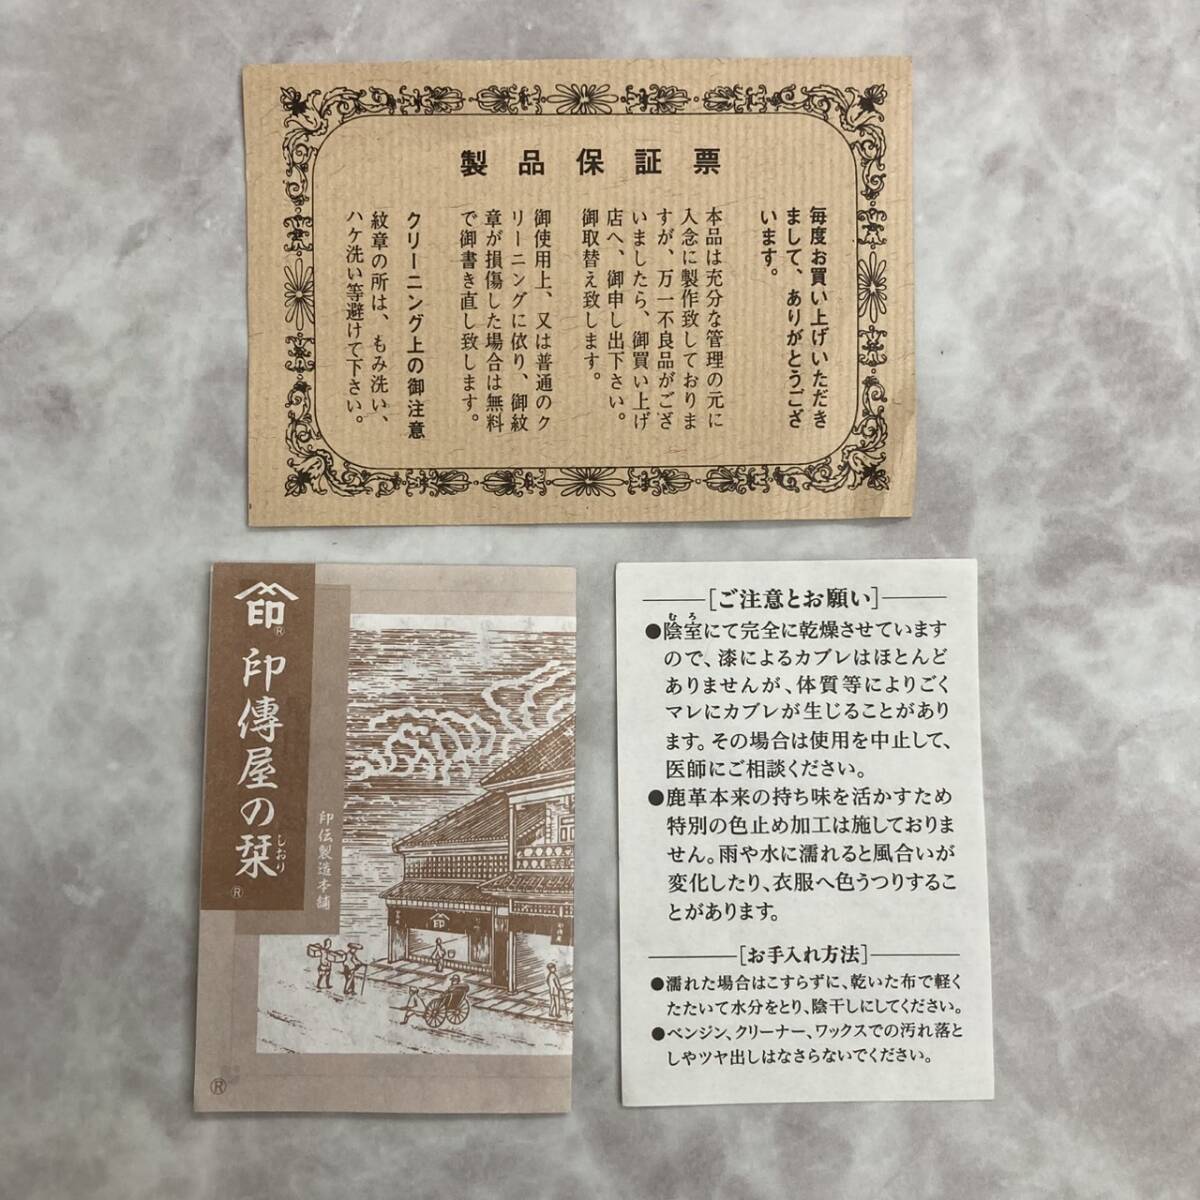 製品保証票
毎度お買い上げいただき
まして、ありがとうござ
います。
本品は充分な管理の元に
入念に製作致しておりま
すが、万一不良品がござ
いましたら、御買い上げ
店へ、御申し出下さい。
御取替え致します。
御使用上、又は普通のク
リーニングに依り、御紋
章が損傷した場合は無料
で御書き直し致します。
クリーニング上の御注意
紋章の所は、もみ洗い、
ハケ洗い等避けて下さい。
印®
印傳屋の栞®
しおり
印伝製造本舗
印
®
[ご注意とお願い]
むろ
●陰室にて完全に乾燥させています
ので、漆によるカブレはほとんど
ありませんが、体質等によりごく
マレにカブレが生じることがあり
ます。その場合は使用を中止して、
医師にご相談ください。
●鹿革本来の持ち味を活かすため
特別の色止め加工は施しておりま
せん。雨や水に濡れると風合いが
変化したり、衣服へ色うつりするこ
とがあります。
[お手入れ方法]
●濡れた場合はこすらずに、乾いた布で軽く
たたいて水分をとり、陰干しにしてください。
●ベンジン、クリーナー、ワックスでの汚れ落と
しやツヤ出しはなさらないでください。